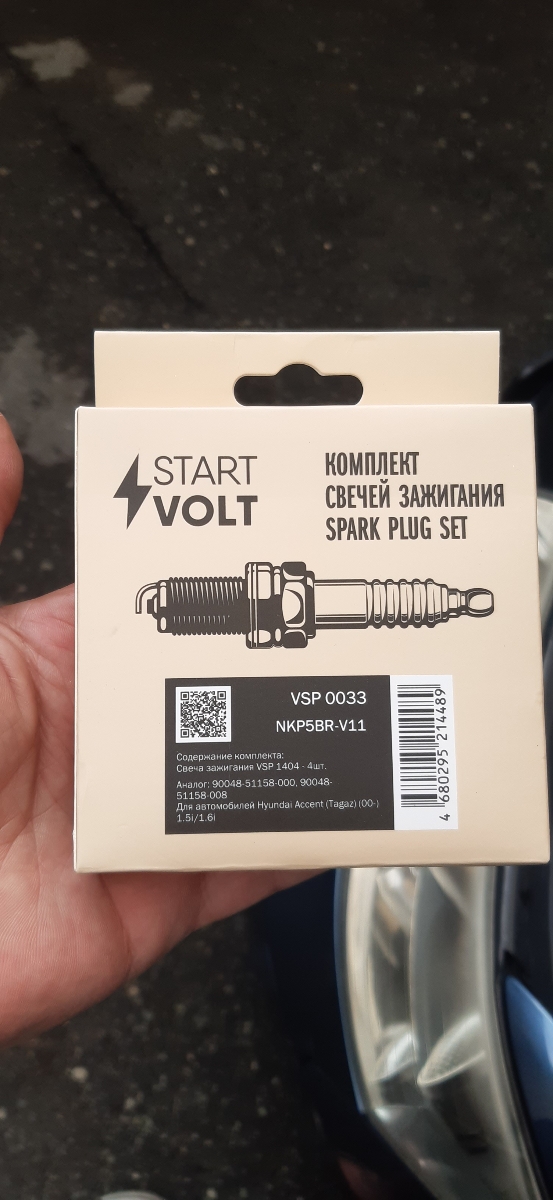 START
VOLT
КОМПЛЕКТ
СВЕЧЕЙ ЗАЖИГАНИЯ
SPARK PLUG SET
VSP 0033
NKP5BR-V11
Содержание комплекта:
Свеча зажигания VSP 1404 - 4шт.
Аналог: 90048-51158-000, 90048-
51158-008
Для автомобилей Hyundai Accent (Tagaz) (00-)
1.5i/1.6i
4 680295 214489